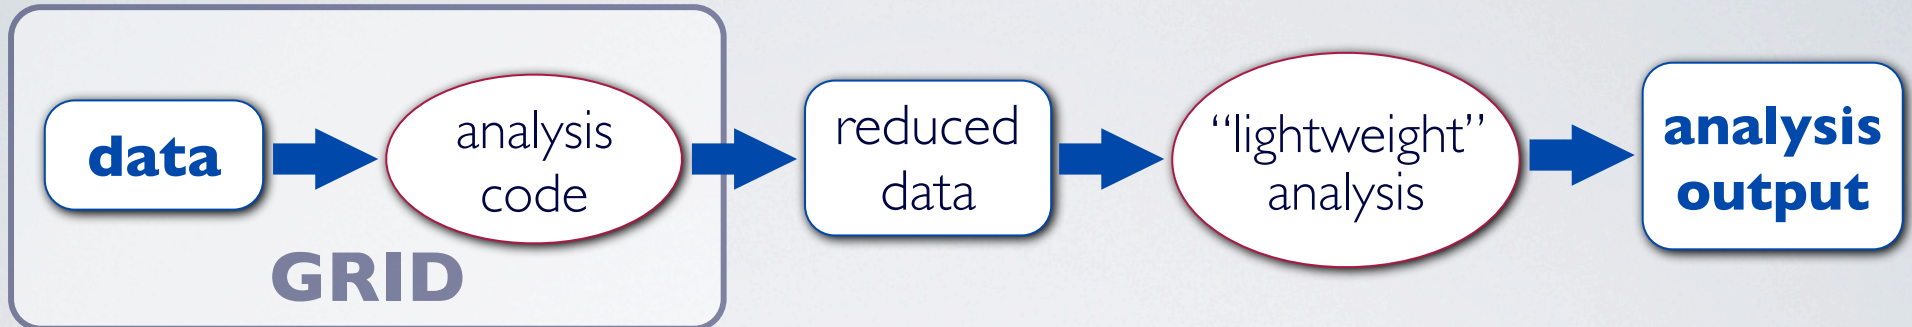 data
analysis
code
GRID
reduced
data
“lightweight”
analysis
analysis
output